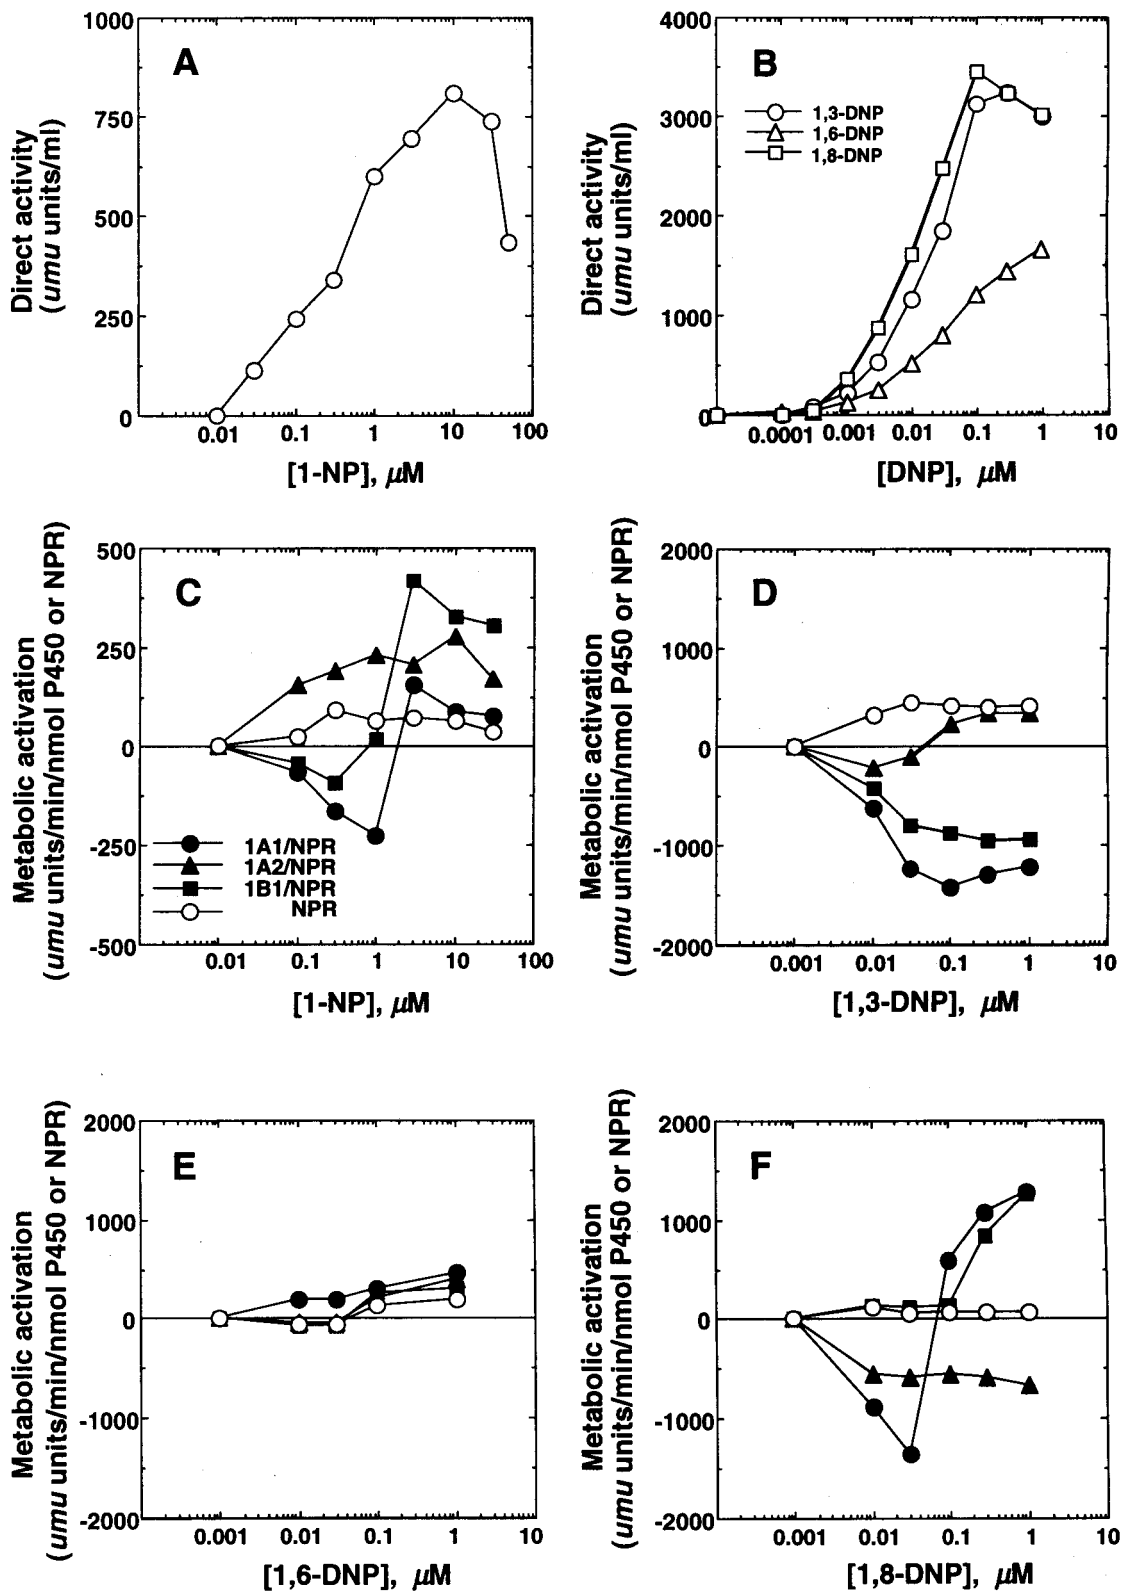 A
Direct activity
(umu units/ml)
1000
750
500
250
0
0.01 0.1 1 10 100
[1-NP], μM
B
Direct activity
(umu units/ml)
1,3-DNP
1,6-DNP
1,8-DNP
4000
3000
2000
1000
0
0.0001 0.001 0.01 0.1 1 10
[DNP], μM
C
Metabolic activation
(umu units/min/nmol P450 or NPR)
500
250
0
-250
-500
1A1/NPR
1A2/NPR
1B1/NPR
NPR
0.01 0.1 1 10 100
[1-NP], μM
D
Metabolic activation
(umu units/min/nmol P450 or NPR)
2000
1000
0
-1000
-2000
0.001 0.01 0.1 1 10
[1,3-DNP], μM
E
Metabolic activation
(umu units/min/nmol P450 or NPR)
2000
1000
0
-1000
-2000
0.001 0.01 0.1 1 10
[1,6-DNP], μM
F
Metabolic activation
(umu units/min/nmol P450 or NPR)
2000
1000
0
-1000
-2000
0.001 0.01 0.1 1 10
[1,8-DNP], μM